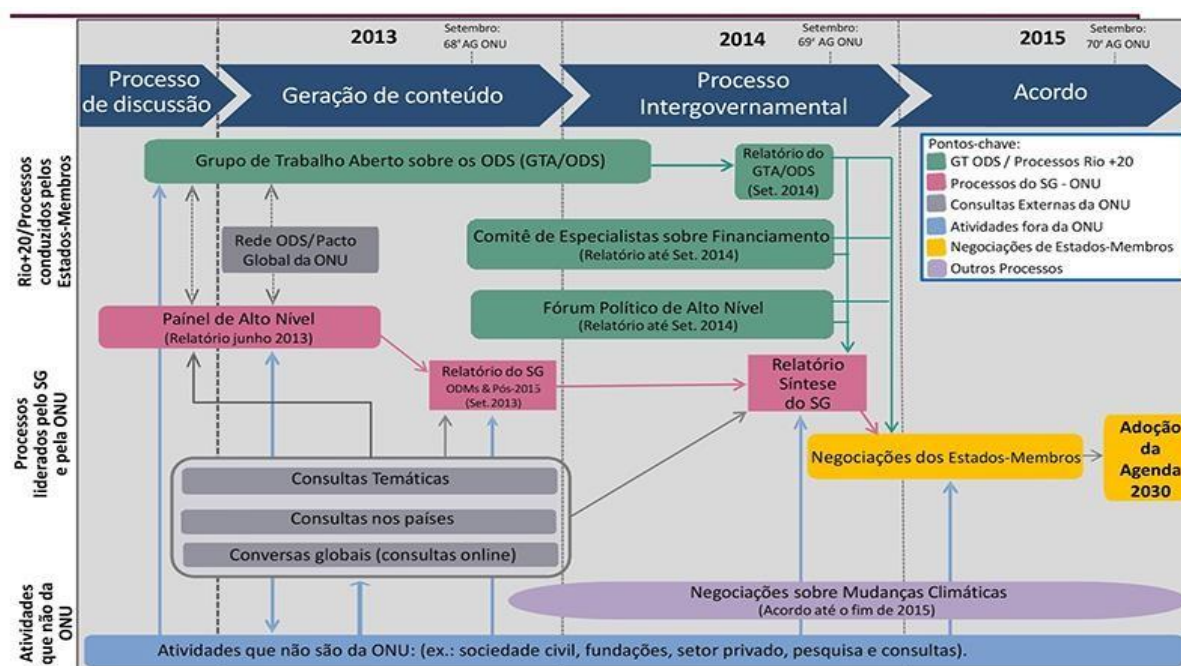 2013
Setembro:
68ª AG ONU
2014
Setembro:
69ª AG ONU
2015
Setembro:
70ª AG ONU
Processo
de discussão
Geração de conteúdo
Processo
Intergovernamental
Acordo
Rio+20/Processos
conduzidos pelos
Estados-Membros
Grupo de Trabalho Aberto sobre os ODS (GTA/ODS)
Relatório do
GTA/ODS
(Set. 2014)
Pontos-chave:
GT ODS / Processos Rio +20
Processos do SG - ONU
Consultas Externas da ONU
Atividades fora da ONU
Negociações de Estados-Membros
Outros Processos
Rede ODS/Pacto
Global da ONU
Comitê de Especialistas sobre Financiamento
(Relatório até Set. 2014)
Fórum Político de Alto Nível
(Relatório até Set. 2014)
Processos
liderados pelo SG
e pela ONU
Païnel de Alto Nível
(Relatório junho 2013)
Relatório do SG
ODMs & Pós-2015
(Set. 2013)
Relatório
Síntese
do SG
Negociações dos Estados-Membros
Adoção
da
Agenda
2030
Consultas Temáticas
Consultas nos países
Conversas globais (consultas online)
Atividades
que não da
ONU
Negociações sobre Mudanças Climáticas
(Acordo até o fim de 2015)
Atividades que não são da ONU: (ex.: sociedade civil, fundações, setor privado, pesquisa e consultas).